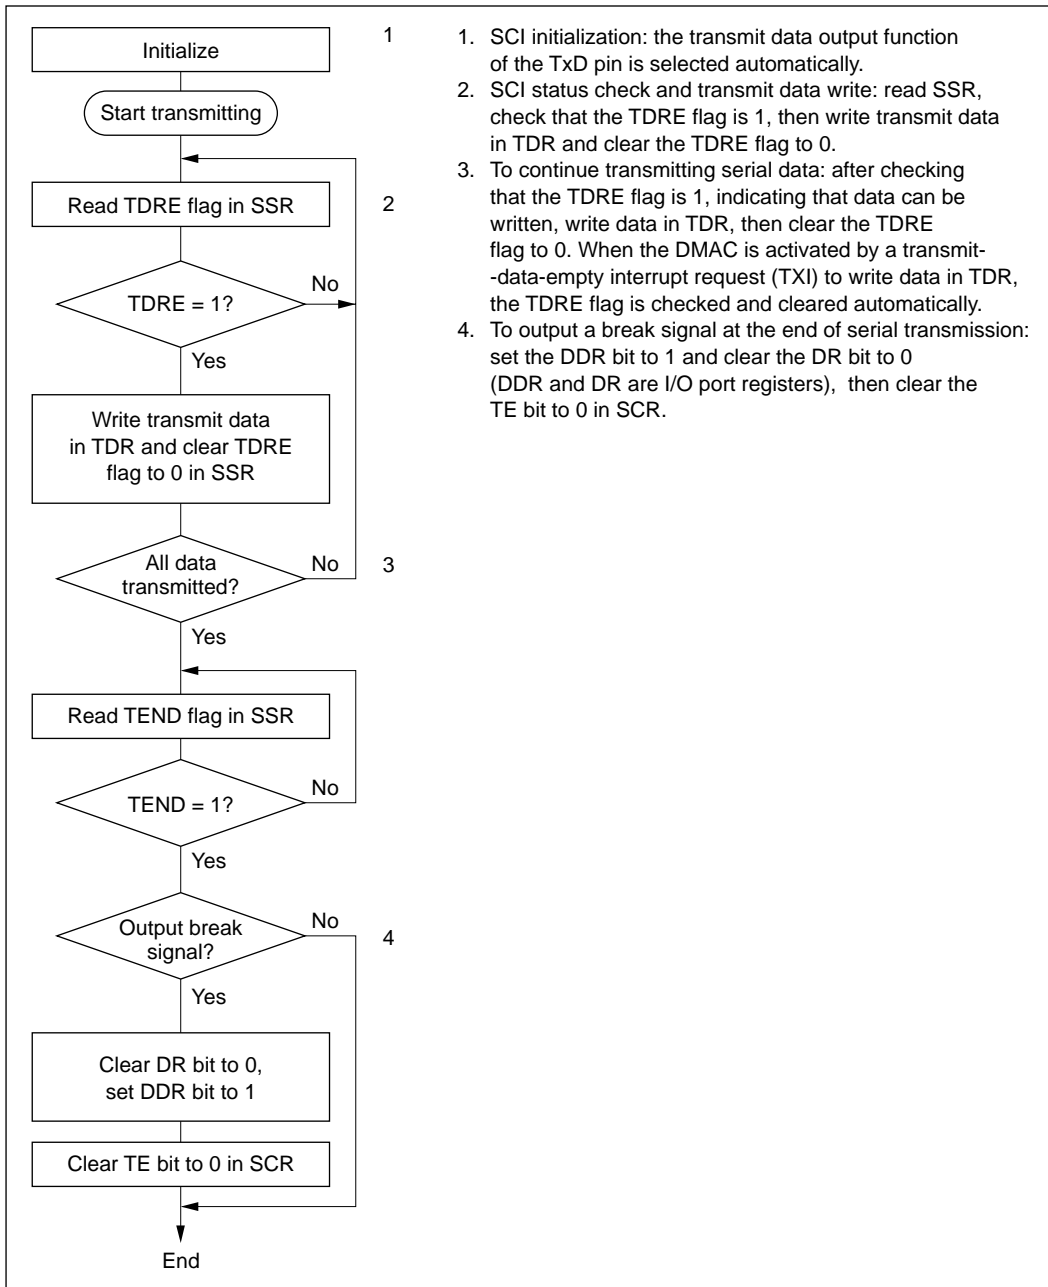 Initialize
1
Start transmitting
Read TDRE flag in SSR
2
TDRE = 1?
No
Yes
Write transmit data
in TDR and clear TDRE
flag to 0 in SSR
All data
transmitted?
No
3
Yes
Read TEND flag in SSR
TEND = 1?
No
Yes
Output break
signal?
No
4
Yes
Clear DR bit to 0,
set DDR bit to 1
Clear TE bit to 0 in SCR
End
1. SCI initialization: the transmit data output function
of the TxD pin is selected automatically.
2. SCI status check and transmit data write: read SSR,
check that the TDRE flag is 1, then write transmit data
in TDR and clear the TDRE flag to 0.
3. To continue transmitting serial data: after checking
that the TDRE flag is 1, indicating that data can be
written, write data in TDR, then clear the TDRE
flag to 0. When the DMAC is activated by a transmit-
-data-empty interrupt request (TXI) to write data in TDR,
the TDRE flag is checked and cleared automatically.
4. To output a break signal at the end of serial transmission:
set the DDR bit to 1 and clear the DR bit to 0
(DDR and DR are I/O port registers), then clear the
TE bit to 0 in SCR.